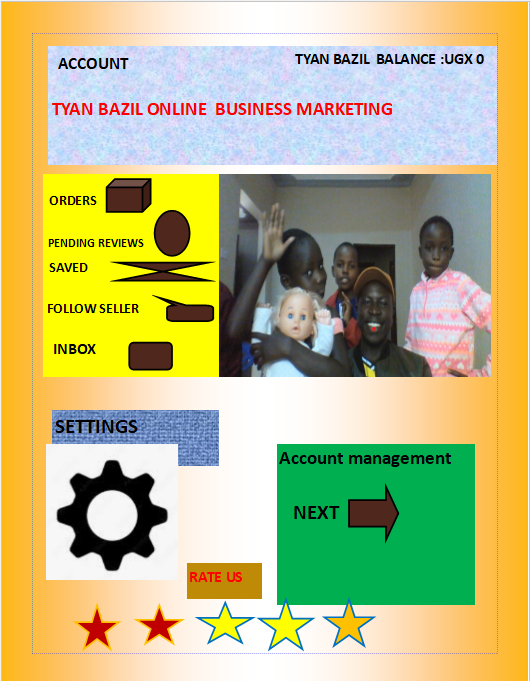 ACCOUNT
TYAN BAZIL BALANCE :UGX 0
TYAN BAZIL ONLINE BUSINESS MARKETING
ORDERS
PENDING REVIEWS
SAVED
FOLLOW SELLER
INBOX
SETTINGS
Account management
NEXT
RATE US